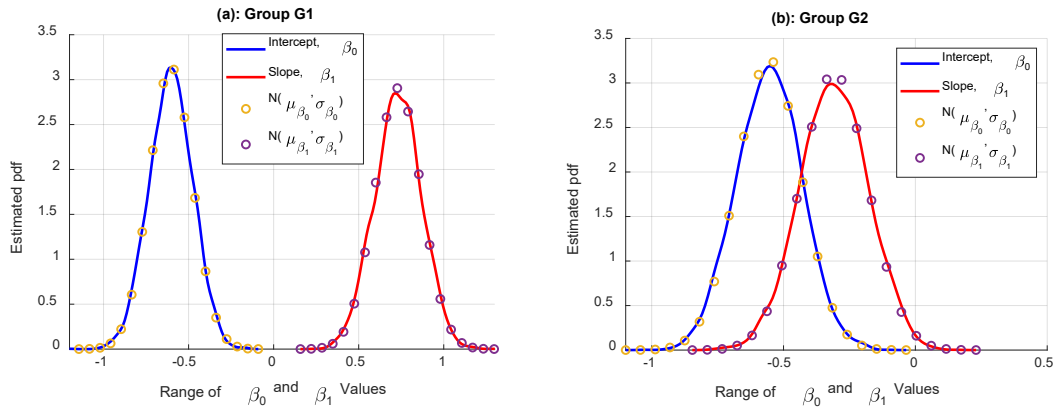 (a): Group G1
3.5
3
2.5
2
1.5
1
0.5
0
Estimated pdf
-1
-0.5
0
0.5
1
Range of β0 and β1 Values
Intercept, β0
Slope, β1
N( μβ0, σβ0)
N( μβ1, σβ1)
(b): Group G2
3.5
3
2.5
2
1.5
1
0.5
0
Estimated pdf
-1
-0.5
0
0.5
Range of β0 and β1 Values
Intercept, β0
Slope, β1
N( μβ0, σβ0)
N( μβ1, σβ1)